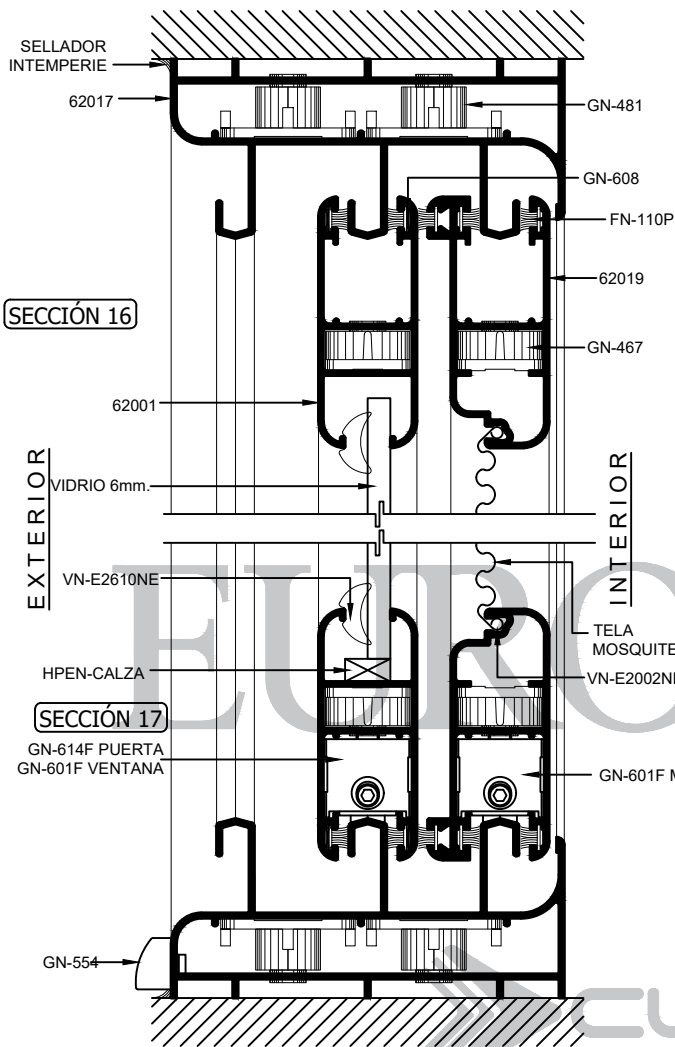 SELLADOR
INTEMPERIE
62017
GN-481
GN-608
FN-110P
62019
SECCIÓN 16
GN-467
62001
EXTERIOR
INTERIOR
VIDRIO 6mm.
VN-E2610NE
EURO
TELA
MOSQUITE
HPEN-CALZA
VN-E2002NE
SECCIÓN 17
GN-614F PUERTA
GN-601F VENTANA
GN-601F M
GN-554
CU